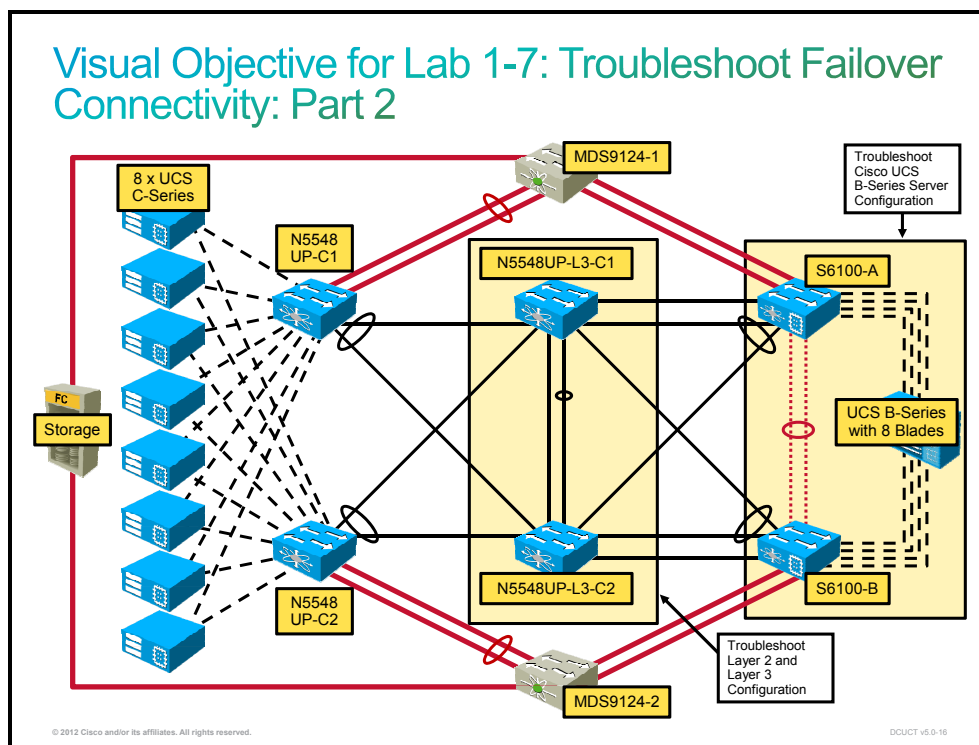 Visual Objective for Lab 1-7: Troubleshoot Failover
Connectivity: Part 2
MDS9124-1
Troubleshoot
Cisco UCS
B-Series Server
Configuration
8 x UCS
C-Series
N5548
UP-C1
N5548UP-L3-C1
S6100-A
FC
Storage
UCS B-Series
with 8 Blades
N5548
UP-C2
N5548UP-L3-C2
S6100-B
Troubleshoot
Layer 2 and
Layer 3
Configuration
MDS9124-2
© 2012 Cisco and/or its affiliates. All rights reserved.
DCUCT v5.0-16